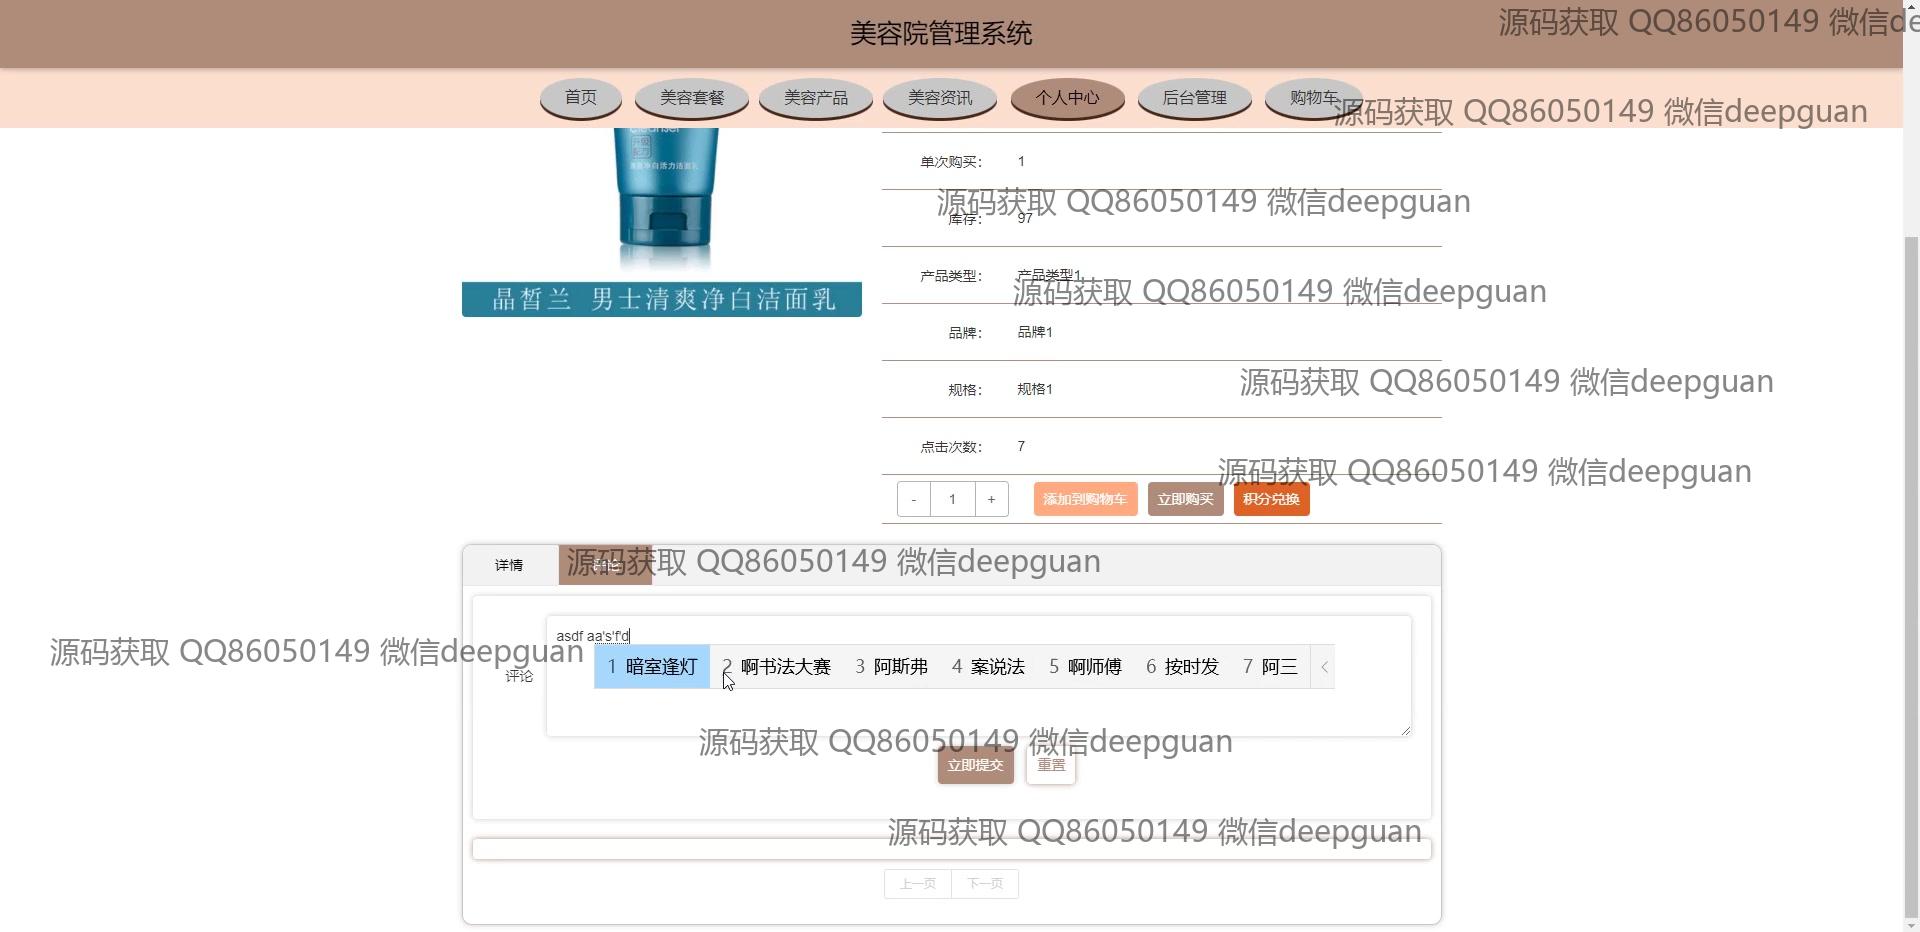 美容院管理系统
源码获取 QQ86050149 微信de
首页 美容套餐 美容产品 美容资讯 个人中心 后台管理 购物车
源码获取 QQ86050149 微信deepguan
cleanser
单次购买： 1
源码获取 QQ86050149 微信deepguan
库存： 97
产品类型： 产品类型1
源码获取 QQ86050149 微信deepguan
晶皙兰 男士清爽净白洁面乳
品牌： 品牌1
规格： 规格1
源码获取 QQ86050149 微信deepguan
点击次数： 7
源码获取 QQ86050149 微信deepguan
- 1 + 添加到购物车 立即购买 积分兑换
详情 评论
源码获取 QQ86050149 微信deepguan
asdf aa's'f'd
源码获取 QQ86050149 微信deepguan
1 暗室逢灯 2 啊书法大赛 3 阿斯弗 4 案说法 5 啊师傅 6 按时发 7 阿三
评论
源码获取 QQ86050149 微信deepguan
立即提交 重置
源码获取 QQ86050149 微信deepguan
上一页 下一页